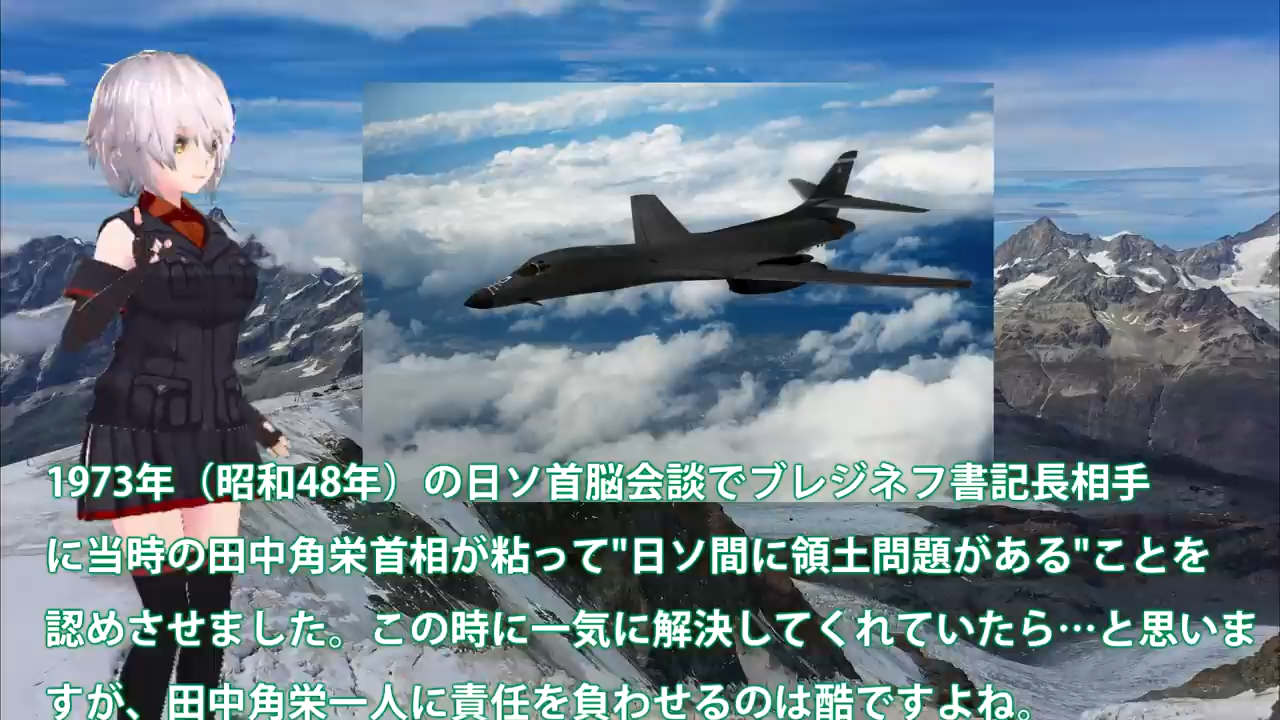 1973年（昭和48年）の日ソ首脳会談でブレジネフ書記長相手
に当時の田中角栄首相が粘って"日ソ間に領土問題がある"ことを
認めさせました。この時に一気に解決してくれていたら…と思いま
すが、田中角栄一人に責任を負わせるのは酷ですよね。